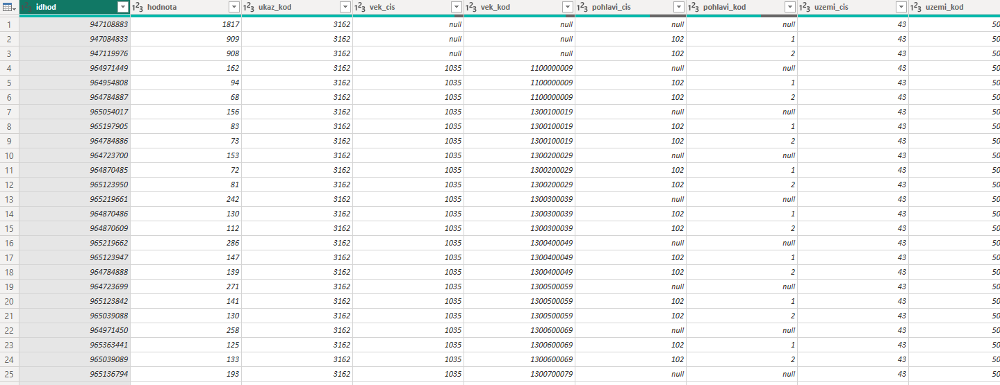 idhod 1²3 hodnota 1²3 ukaz_kod 1²3 vek_cis 1²3 vek_kod 1²3 pohlavi_cis 1²3 pohlavi_kod 1²3 uzemi_cis 1²3 uzemi_kod
1 947108883 1817 3162 null null null null 43 50
2 947084833 909 3162 null null 102 1 43 50
3 947119976 908 3162 null null 102 2 43 50
4 964971449 162 3162 1035 1100000009 null null 43 50
5 964954808 94 3162 1035 1100000009 102 1 43 50
6 964784887 68 3162 1035 1100000009 102 2 43 50
7 965054017 156 3162 1035 1300100019 null null 43 50
8 965197905 83 3162 1035 1300100019 102 1 43 50
9 964784886 73 3162 1035 1300100019 102 2 43 50
10 964723700 153 3162 1035 1300200029 null null 43 50
11 964870485 72 3162 1035 1300200029 102 1 43 50
12 965123950 81 3162 1035 1300200029 102 2 43 50
13 965219661 242 3162 1035 1300300039 null null 43 50
14 964870486 130 3162 1035 1300300039 102 1 43 50
15 964870609 112 3162 1035 1300300039 102 2 43 50
16 965219662 286 3162 1035 1300400049 null null 43 50
17 965123947 147 3162 1035 1300400049 102 1 43 50
18 964784888 139 3162 1035 1300400049 102 2 43 50
19 964723699 271 3162 1035 1300500059 null null 43 50
20 965123842 141 3162 1035 1300500059 102 1 43 50
21 965039088 130 3162 1035 1300500059 102 2 43 50
22 964971450 258 3162 1035 1300600069 null null 43 50
23 965363441 125 3162 1035 1300600069 102 1 43 50
24 965039089 133 3162 1035 1300600069 102 2 43 50
25 965136794 193 3162 1035 1300700079 null null 43 50